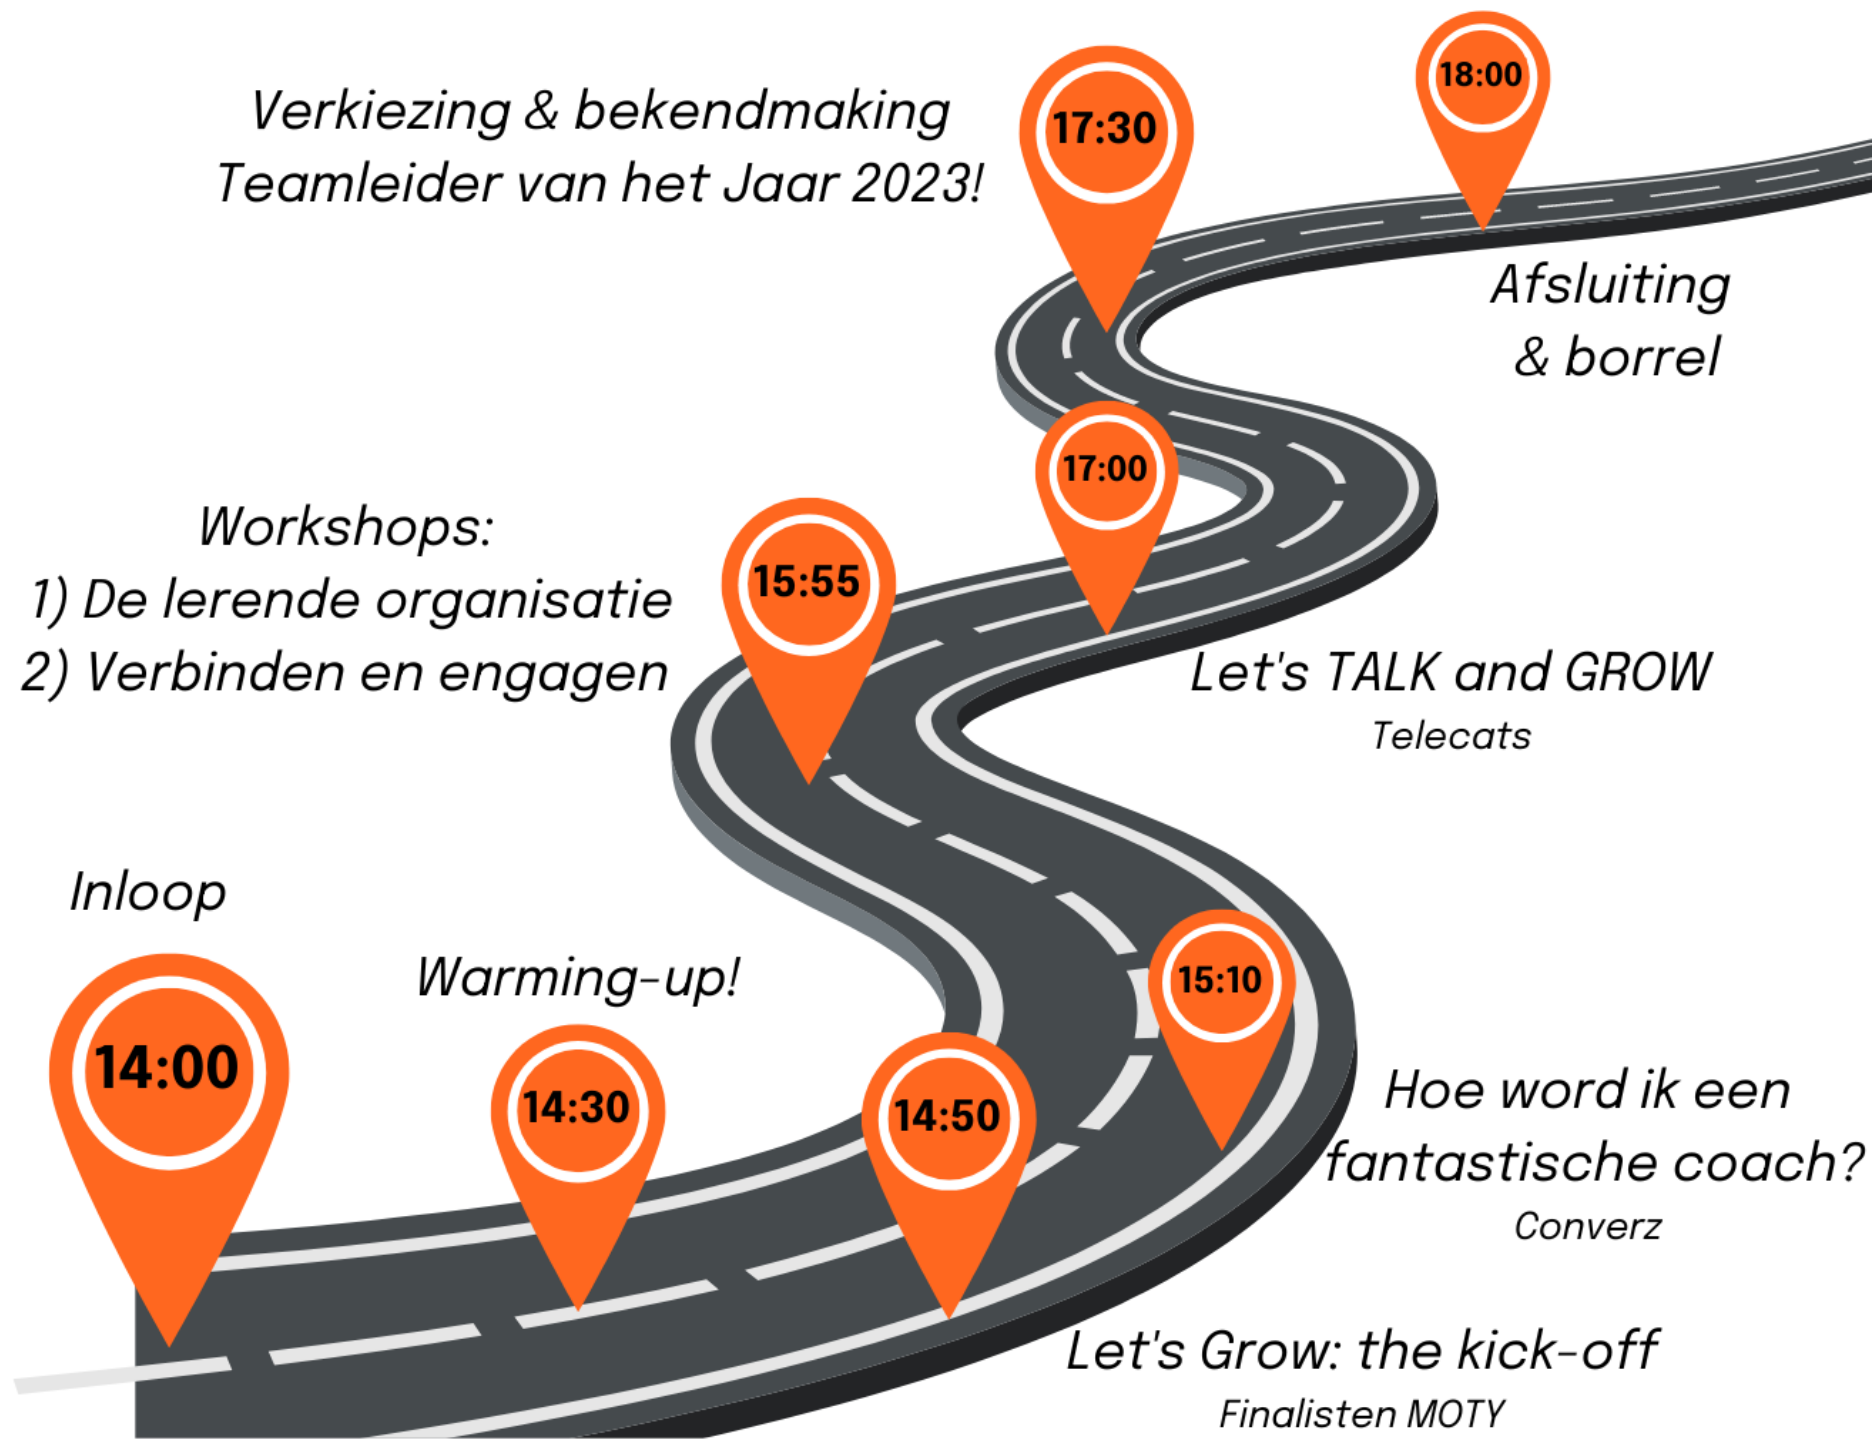 14:00
Inloop
14:30
Warming-up!
14:50
Let's Grow: the kick-off
Finalisten MOTY
15:10
Hoe word ik een
fantastische coach?
Converz
15:55
Workshops:
1) De lerende organisatie
2) Verbinden en engagen
17:00
Let's TALK and GROW
Telecats
17:30
Verkiezing & bekendmaking
Teamleider van het Jaar 2023!
18:00
Afsluiting
& borrel